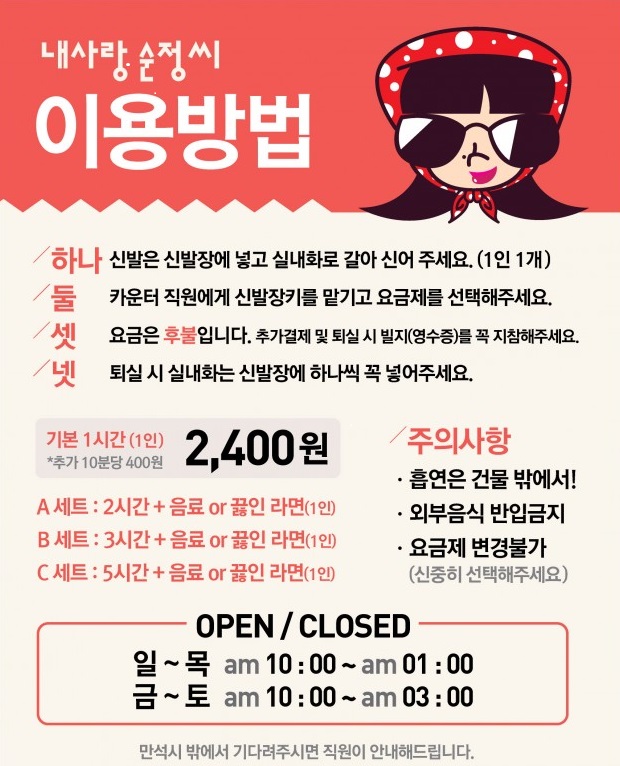 내사랑 순정씨
이용방법
/하나 신발은 신발장에 넣고 실내화로 갈아 신어 주세요. (1인 1개)
/둘 카운터 직원에게 신발장키를 맡기고 요금제를 선택해주세요.
/셋 요금은 후불입니다. 추가결제 및 퇴실 시 빌지(영수증)를 꼭 지참해주세요.
/넷 퇴실 시 실내화는 신발장에 하나씩 꼭 넣어주세요.
기본 1시간 (1인) 2,400원
*추가 10분당 400원
A 세트 : 2시간 + 음료 or 끓인 라면(1인)
B 세트 : 3시간 + 음료 or 끓인 라면(1인)
C 세트 : 5시간 + 음료 or 끓인 라면(1인)
/주의사항
· 흡연은 건물 밖에서!
· 외부음식 반입금지
· 요금제 변경불가
(신중히 선택해주세요)
OPEN / CLOSED
일 ~ 목 am 10 : 00 ~ am 01 : 00
금 ~ 토 am 10 : 00 ~ am 03 : 00
만석시 밖에서 기다려주시면 직원이 안내해드립니다.